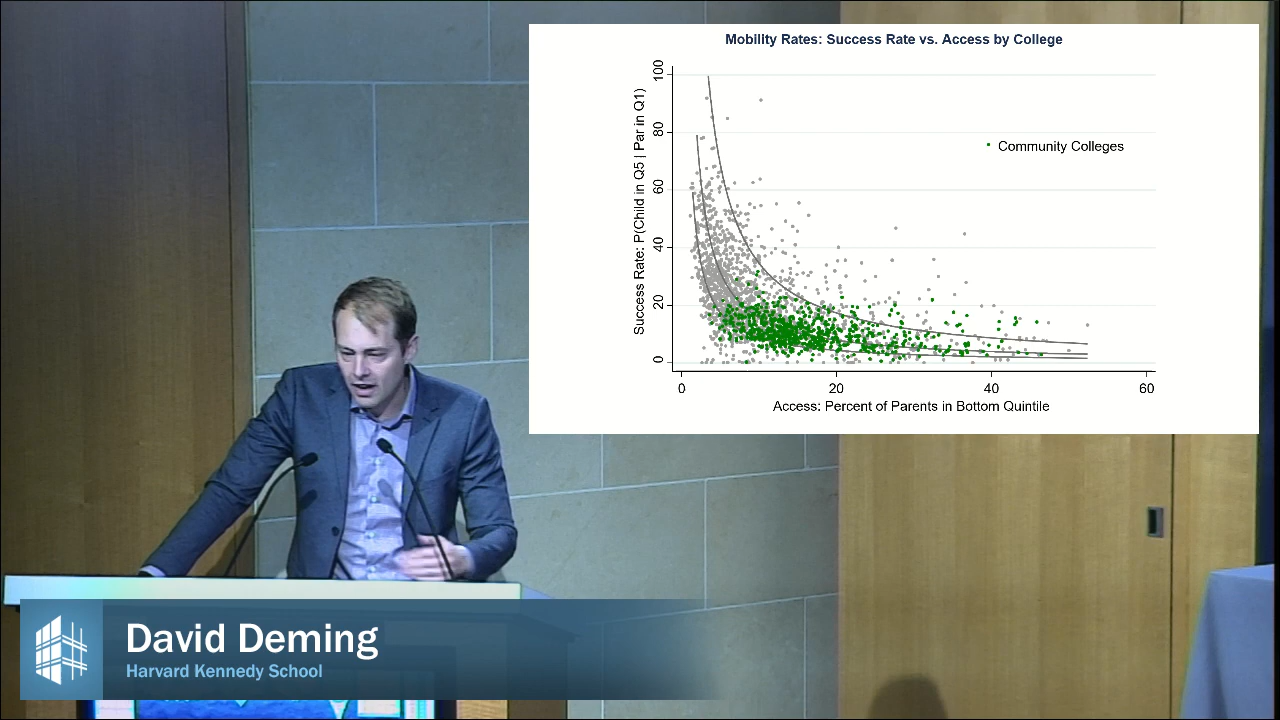 Mobility Rates: Success Rate vs. Access by College
Success Rate: P(Child in Q5 | Par in Q1)
100
80
60
40
20
0
Community Colleges
0 20 40 60
Access: Percent of Parents in Bottom Quintile
David Deming
Harvard Kennedy School